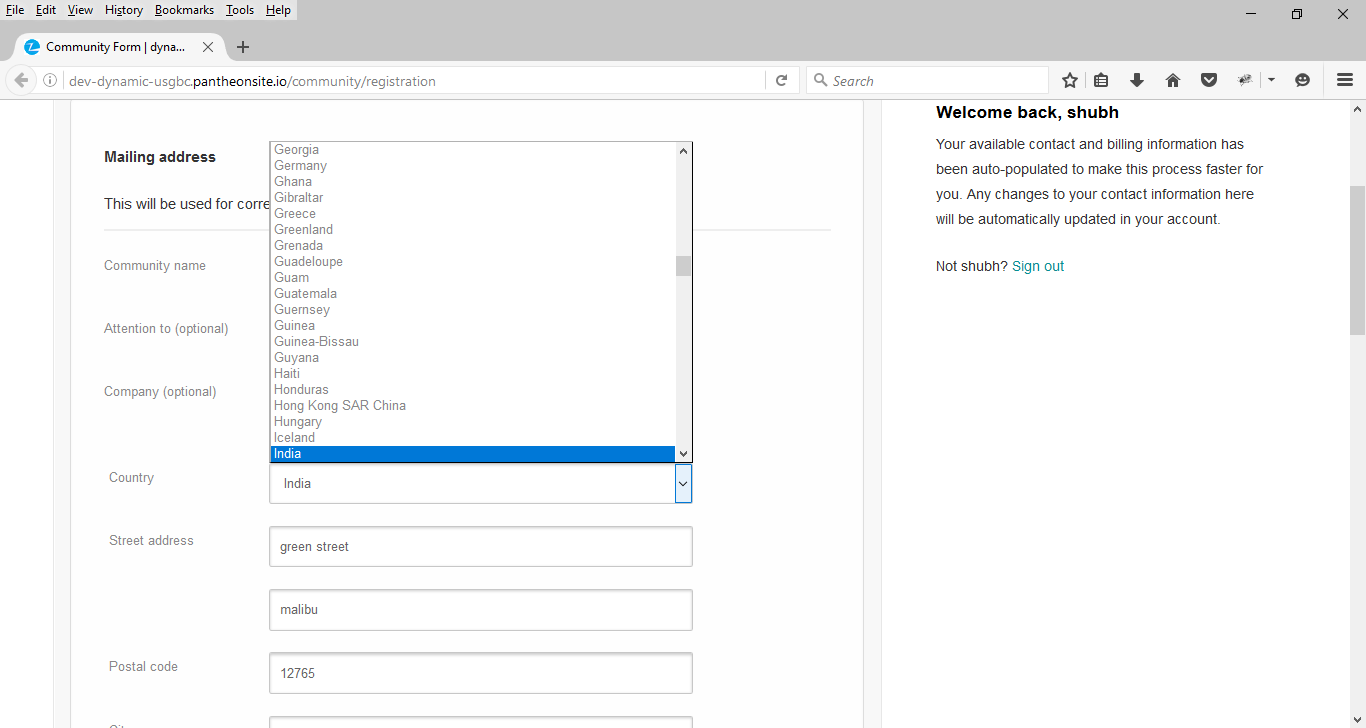 File Edit View History Bookmarks Tools Help
Community Form | dyna...
dev-dynamic-usgbc.pantheonsite.io/community/registration
Search
Mailing address
This will be used for corre
Georgia
Germany
Ghana
Gibraltar
Greece
Greenland
Grenada
Guadeloupe
Guam
Guatemala
Guernsey
Guinea
Guinea-Bissau
Guyana
Haiti
Honduras
Hong Kong SAR China
Hungary
Iceland
India
Community name
Attention to (optional)
Company (optional)
Country
India
Street address
green street
malibu
Postal code
12765
Welcome back, shubh
Your available contact and billing information has
been auto-populated to make this process faster for
you. Any changes to your contact information here
will be automatically updated in your account.
Not shubh? Sign out